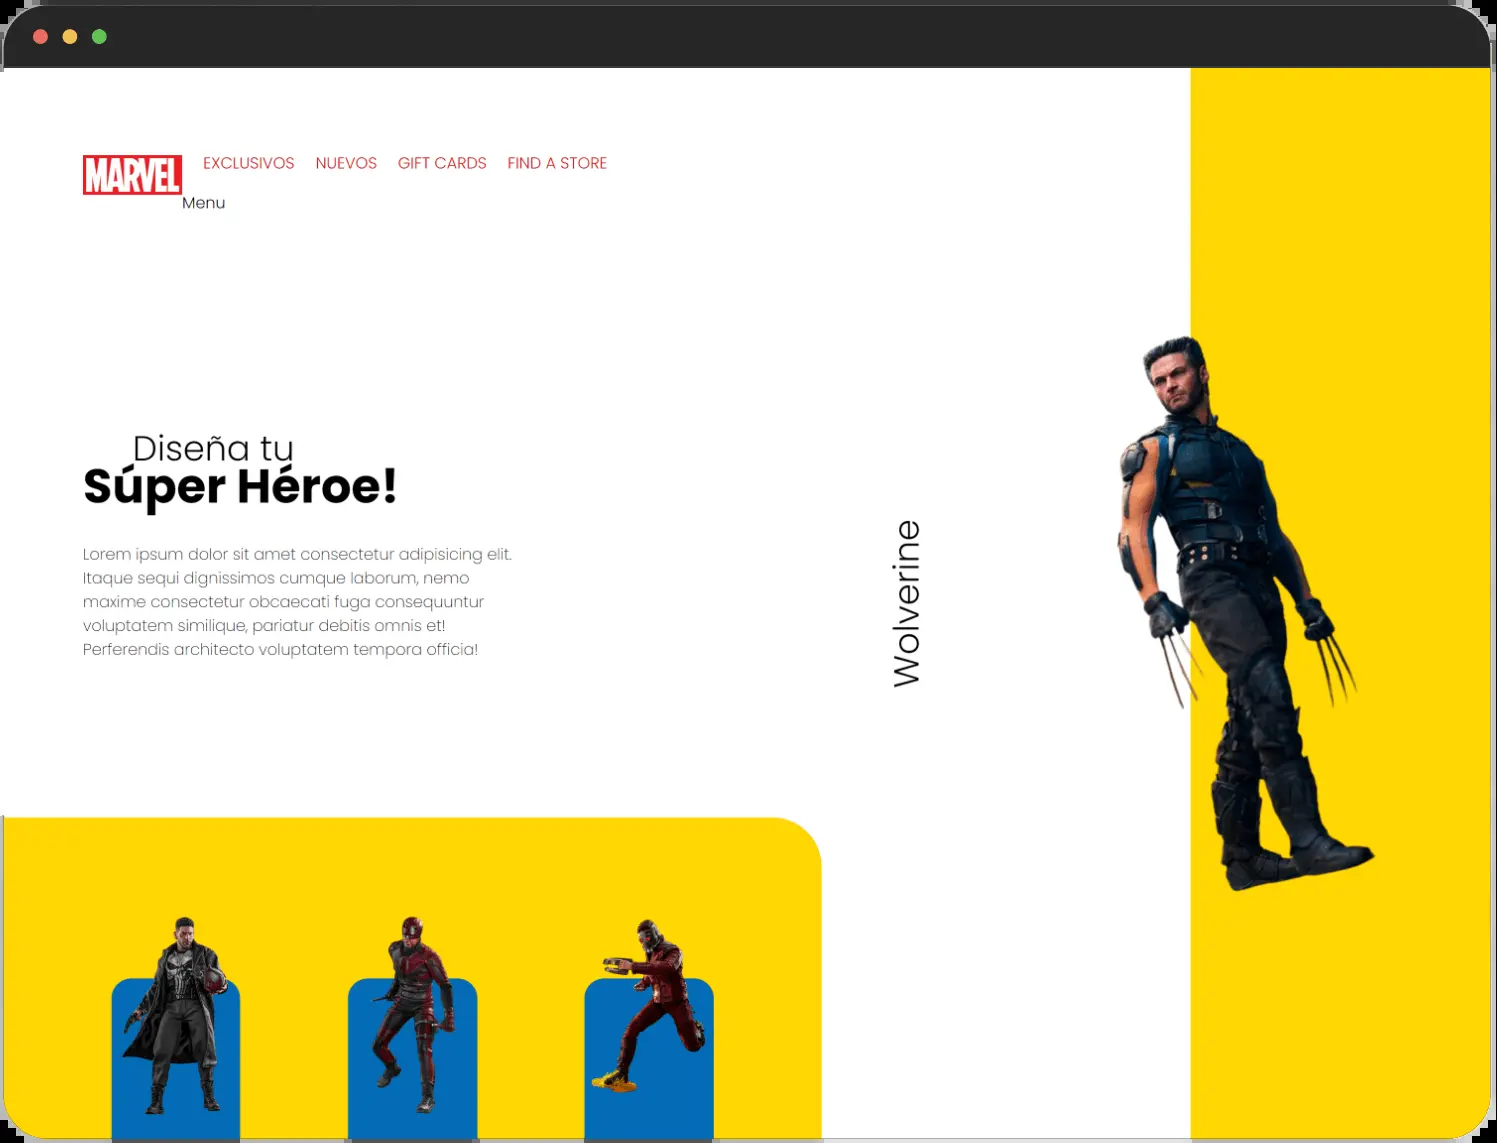 MARVEL EXCLUSIVOS NUEVOS GIFT CARDS FIND A STORE
Menu
Diseña tu
Súper Héroe!
Lorem ipsum dolor sit amet consectetur adipisicing elit.
Itaque sequi dignissimos cumque laborum, nemo
maxime consectetur obcaecati fuga consequuntur
voluptatem similique, pariatur debitis omnis et!
Perferendis architecto voluptatem tempora officia!
Wolverine